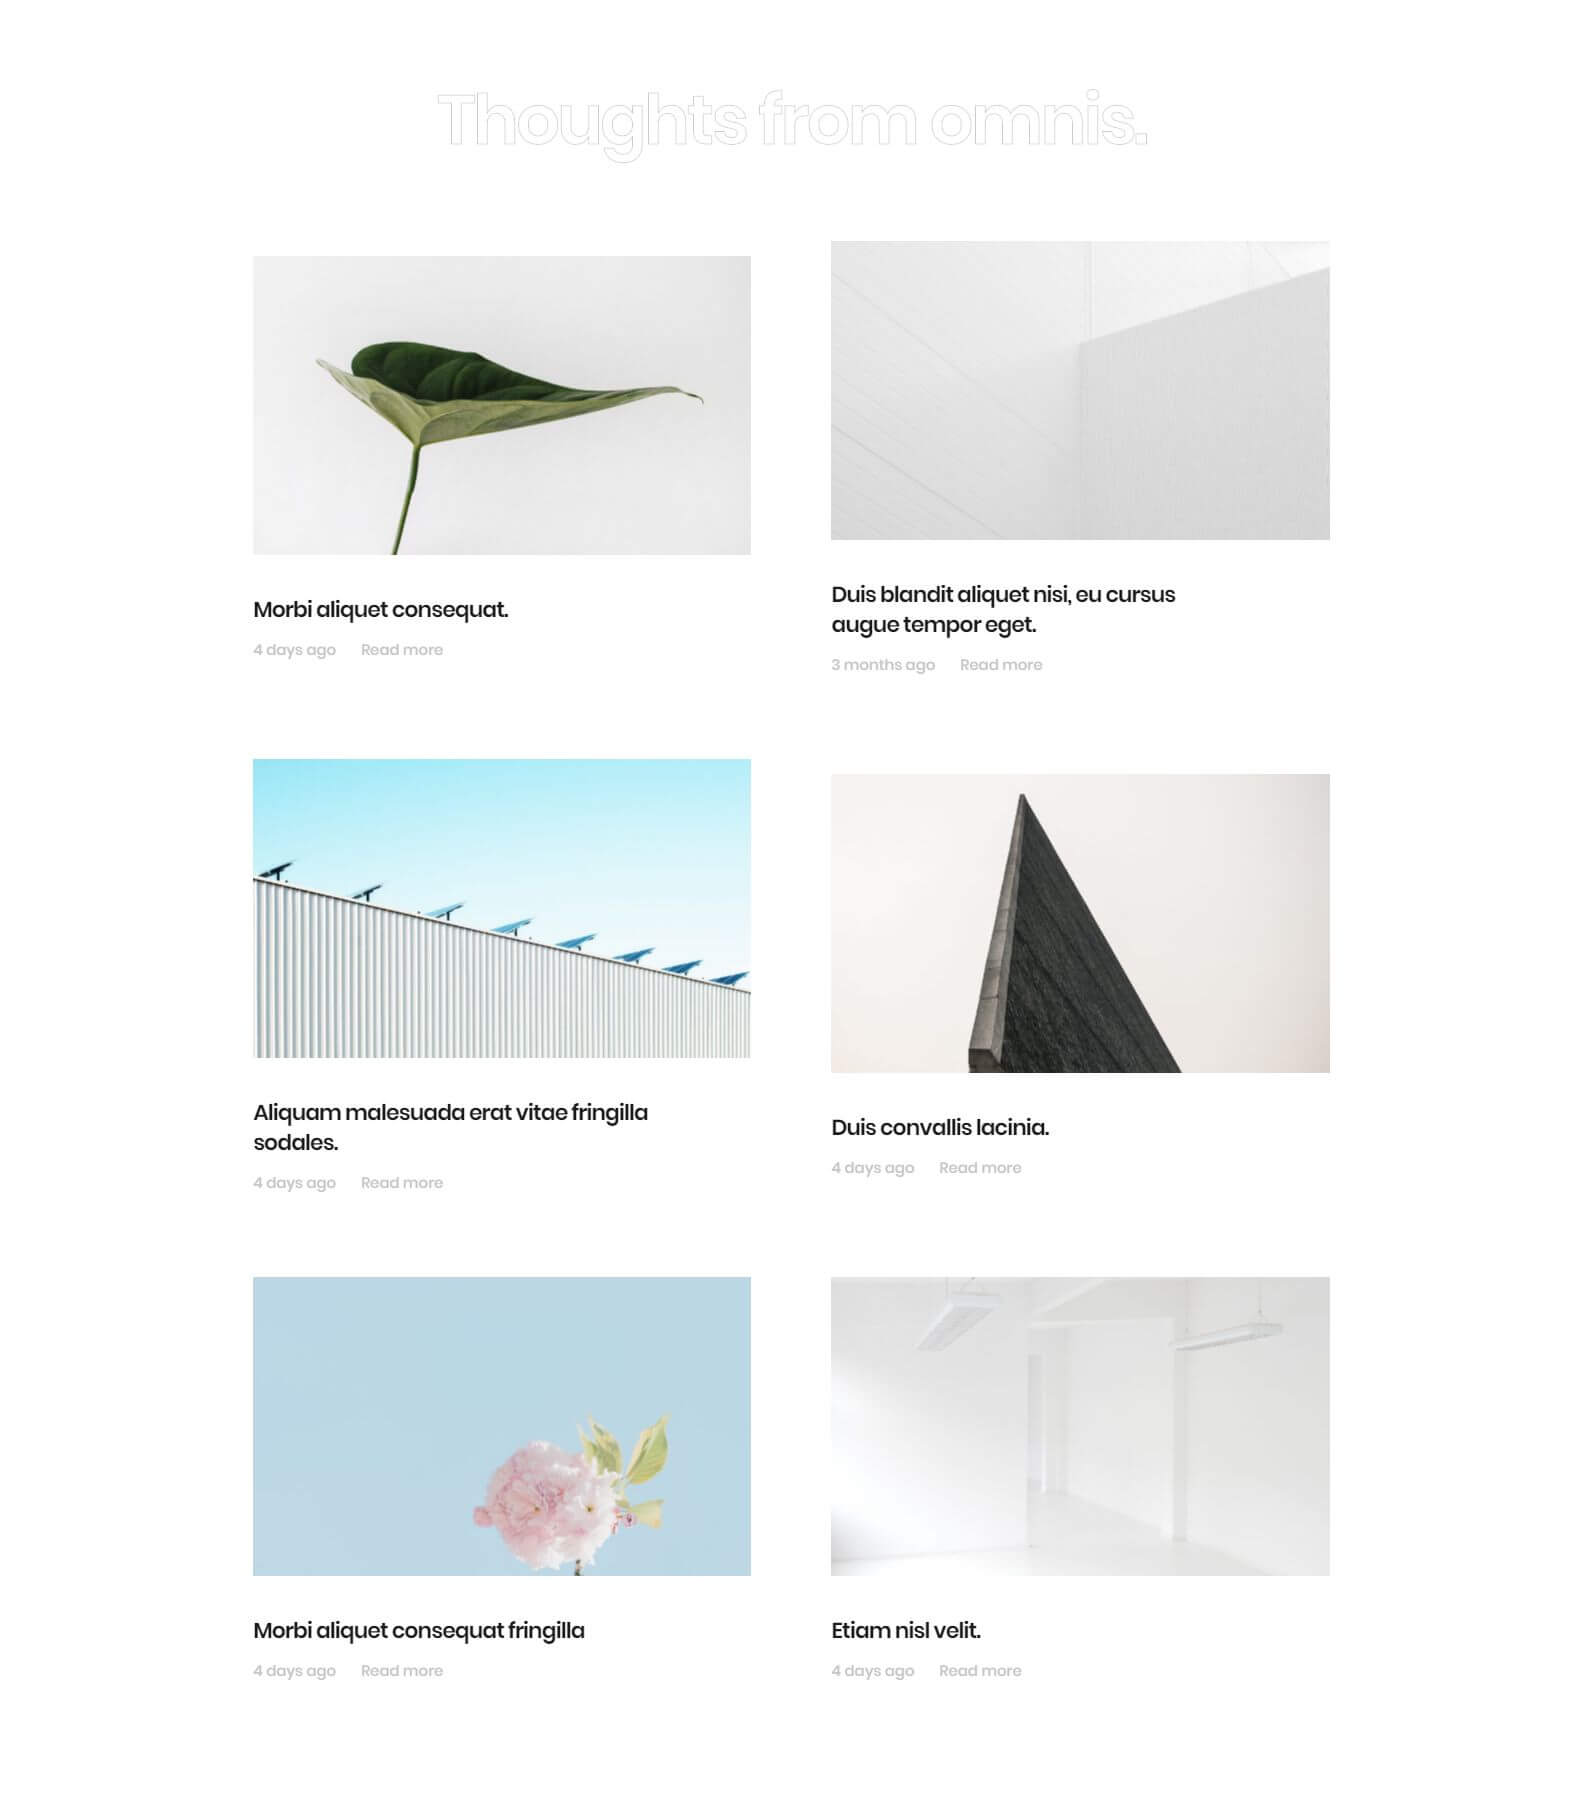 Thoughts from omnis.
Morbi aliquet consequat.
4 days ago Read more
Duis blandit aliquet nisi, eu cursus
augue tempor eget.
3 months ago Read more
Aliquam malesuada erat vitae fringilla
sodales.
4 days ago Read more
Duis convallis lacinia.
4 days ago Read more
Morbi aliquet consequat fringilla
4 days ago Read more
Etiam nisl velit.
4 days ago Read more